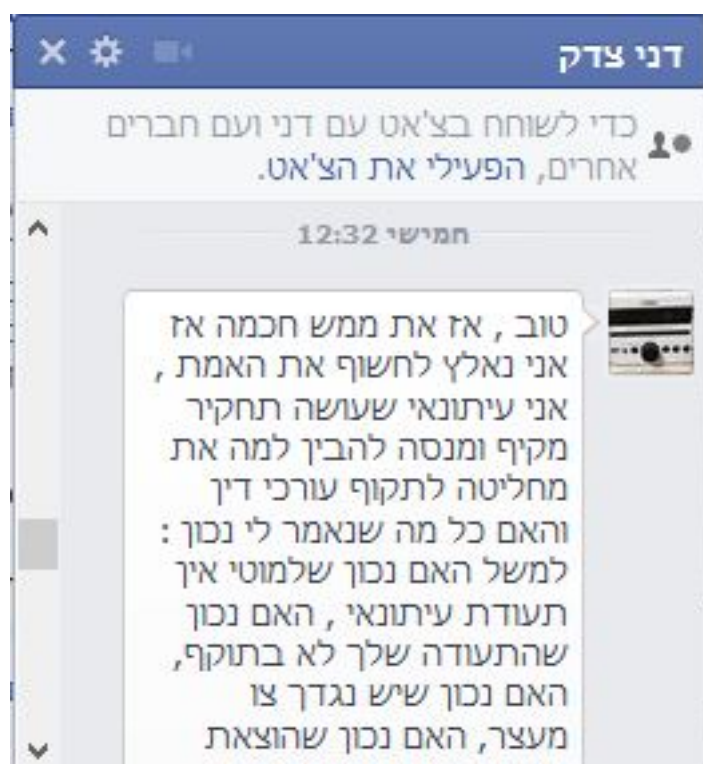 דני צדק
כדי לשוחח בצ'אט עם דני ועם חברים
אחרים, הפעילי את הצ'אט.
חמישי 12:32
טוב , אז את ממש חכמה אז
אני נאלץ לחשוף את האמת ,
אני עיתונאי שעושה תחקיר
מקיף ומנסה להבין למה את
מחליטה לתקוף עורכי דין
והאם כל מה שנאמר לי נכון :
למשל האם נכון שלמוטי אין
תעודת עיתונאי , האם נכון
שהתעודה שלך לא בתוקף,
האם נכון שיש נגדך צו
מעצר, האם נכון שהוצאת